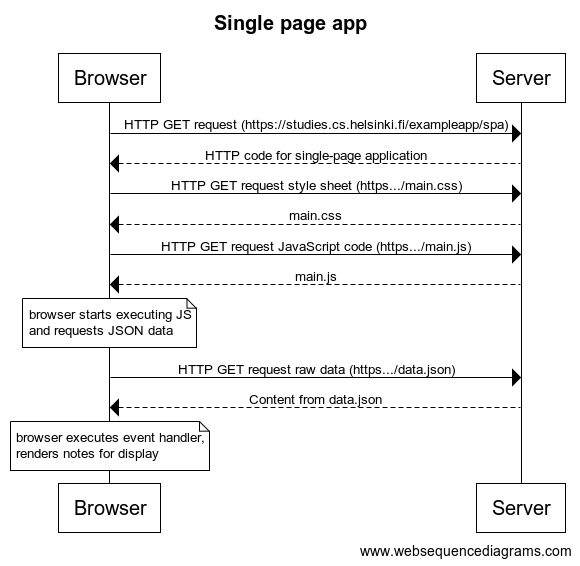 Single page app
Browser
Server
HTTP GET request (https://studies.cs.helsinki.fi/exampleapp/spa)
HTTP code for single-page application
HTTP GET request style sheet (https.../main.css)
main.css
HTTP GET request JavaScript code (https.../main.js)
main.js
browser starts executing JS
and requests JSON data
HTTP GET request raw data (https.../data.json)
Content from data.json
browser executes event handler,
renders notes for display
Browser
Server
www.websequencediagrams.com